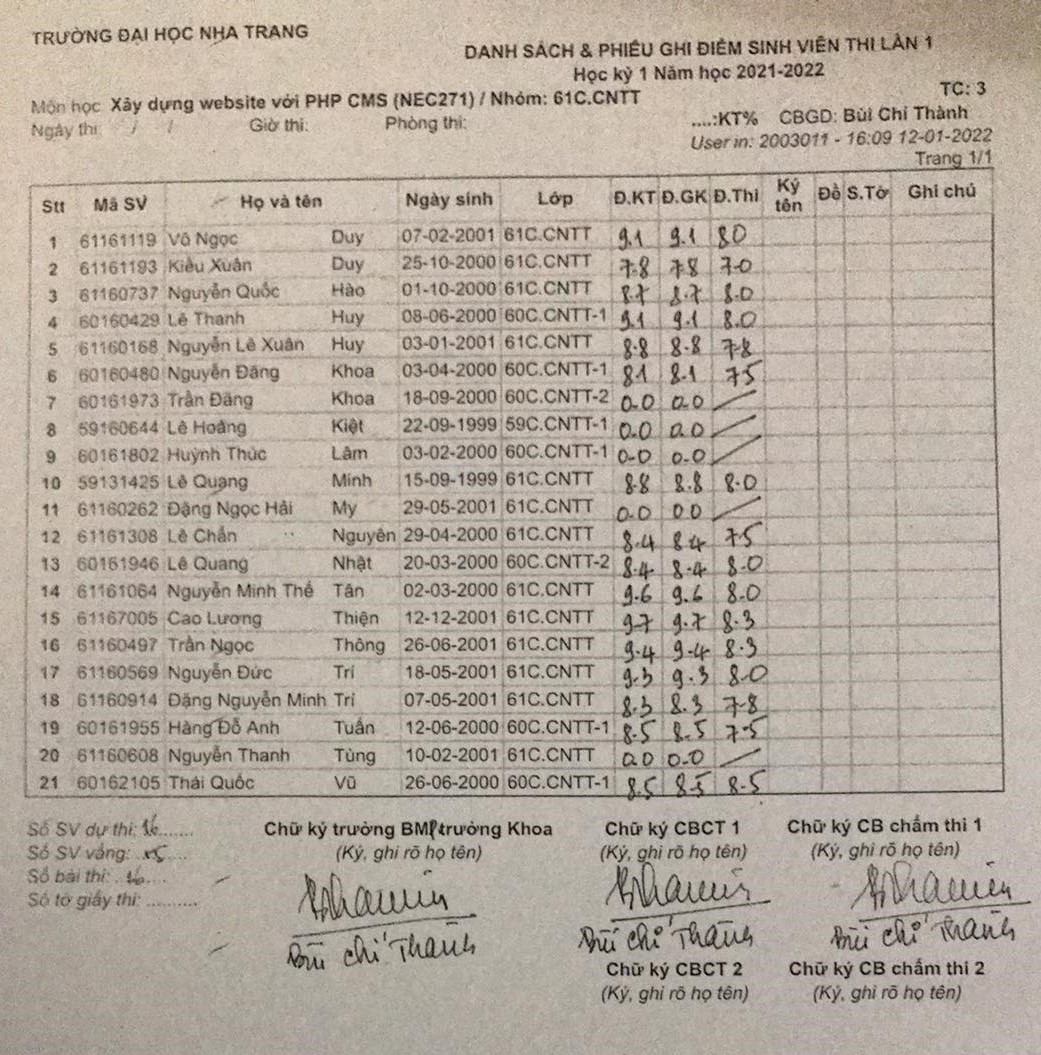 TRƯỜNG ĐẠI HỌC NHA TRANG
DANH SÁCH & PHIẾU GHI ĐIỂM SINH VIÊN THI LẦN 1
Học kỳ 1 Năm học 2021-2022
Môn học Xây dựng website với PHP CMS (NEC271) / Nhóm: 61C.CNTT TC: 3
Ngày thi: / / Giờ thi: Phòng thi: ....:KT% CBGD: Bùi Chí Thành
User in: 2003011 - 16:09 12-01-2022
Trang 1/1
Stt Mã SV Họ và tên Ngày sinh Lớp Đ.KT Đ.GK Đ.Thi Ký tên Đề S.Tờ Ghi chú
1 61161119 Võ Ngọc Duy 07-02-2001 61C.CNTT 9.1 9.1 8.0
2 61161193 Kiều Xuân Duy 25-10-2000 61C.CNTT 7.8 7.8 7.0
3 61160737 Nguyễn Quốc Hào 01-10-2000 61C.CNTT 8.7 8.7 8.0
4 60160429 Lê Thanh Huy 08-06-2000 60C.CNTT-1 9.1 9.1 8.0
5 61160168 Nguyễn Lê Xuân Huy 03-01-2001 61C.CNTT 8.8 8.8 7.8
6 60160480 Nguyễn Đăng Khoa 03-04-2000 60C.CNTT-1 8.1 8.1 7.5
7 60161973 Trần Đăng Khoa 18-09-2000 60C.CNTT-2 0.0 0.0
8 59160644 Lê Hoàng Kiệt 22-09-1999 59C.CNTT-1 0.0 0.0
9 60161802 Huỳnh Thúc Lâm 03-02-2000 60C.CNTT-1 0.0 0.0
10 59131425 Lê Quang Minh 15-09-1999 61C.CNTT 8.8 8.8 8.0
11 61160262 Đặng Ngọc Hải My 29-05-2001 61C.CNTT 0.0 0.0
12 61161308 Lê Chấn Nguyên 29-04-2000 61C.CNTT 8.4 8.4 7.5
13 60161946 Lê Quang Nhật 20-03-2000 60C.CNTT-2 8.4 8.4 8.0
14 61161064 Nguyễn Minh Thể Tân 02-03-2000 61C.CNTT 9.6 9.6 8.0
15 61167005 Cao Lương Thiện 12-12-2001 61C.CNTT 9.7 9.7 8.3
16 61160497 Trần Ngọc Thông 26-06-2001 61C.CNTT 9.4 9.4 8.3
17 61160569 Nguyễn Đức Trí 18-05-2001 61C.CNTT 9.3 9.3 8.0
18 61160914 Đặng Nguyễn Minh Trí 07-05-2001 61C.CNTT 8.3 8.3 7.8
19 60161955 Hàng Đỗ Anh Tuấn 12-06-2000 60C.CNTT-1 8.5 8.5 7.5
20 61160608 Nguyễn Thanh Tùng 10-02-2001 61C.CNTT 0.0 0.0
21 60162105 Thái Quốc Vũ 26-06-2000 60C.CNTT-1 8.5 8.5 8.5
Số SV dự thi: 16 Chữ ký trưởng BM/trưởng Khoa Chữ ký CBCT 1 Chữ ký CB chấm thi 1
Số SV vắng: 05 (Ký, ghi rõ họ tên) (Ký, ghi rõ họ tên) (Ký, ghi rõ họ tên)
Số bài thi: 16
Số tờ giấy thi: ..........
Bùi Chí Thành Bùi Chí Thành Bùi Chí Thành
Chữ ký CBCT 2 Chữ ký CB chấm thi 2
(Ký, ghi rõ họ tên) (Ký, ghi rõ họ tên)